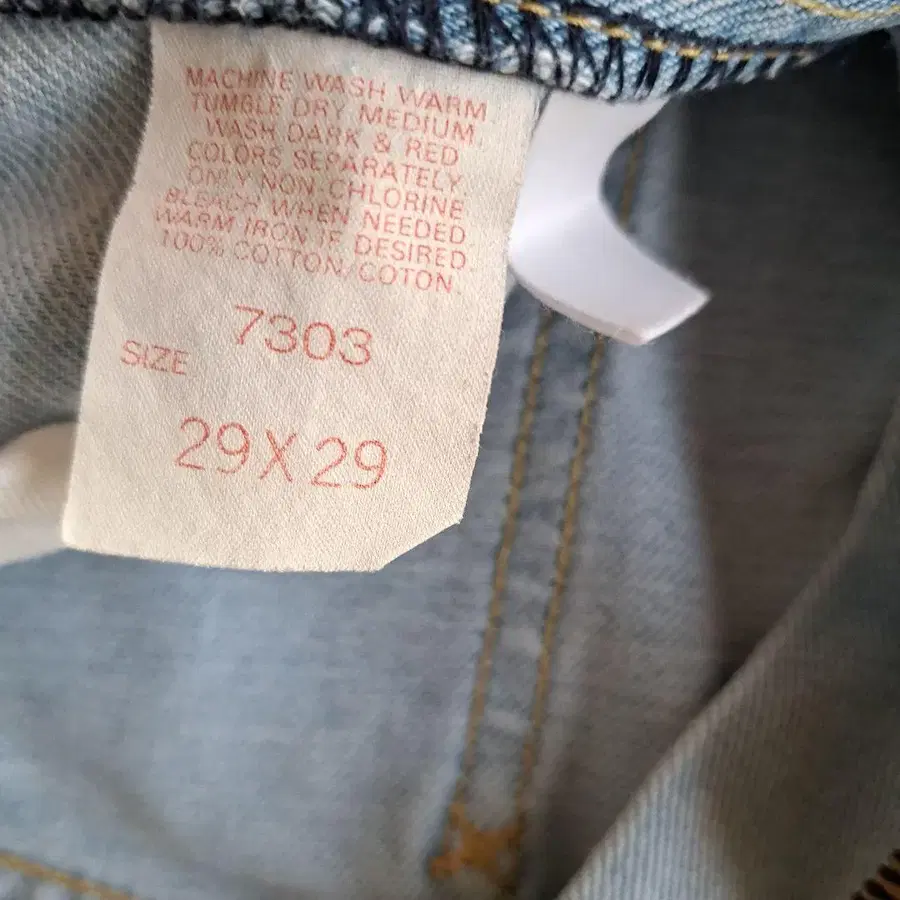 MACHINE WASH WARM
TUMBLE DRY MEDIUM
WASH DARK & RED
COLORS SEPARATELY.
ONLY NON-CHLORINE
BLEACH WHEN NEEDED
WARM IRON IF DESIRED
100% COTTON/COTON.
7303
SIZE
29X29